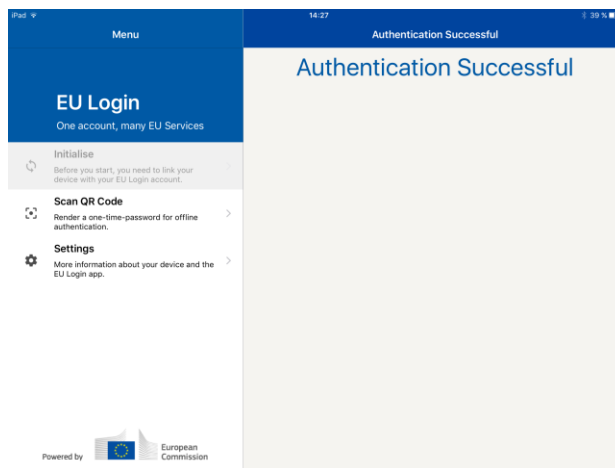 iPad
14:27
39 %
Menu
Authentication Successful
Authentication Successful
EU Login
One account, many EU Services
Initialise
Before you start, you need to link your
device with your EU Login account.
Scan QR Code
Render a one-time-password for offline
authentication.
Settings
More information about your device and the
EU Login app.
Powered by
European
Commission